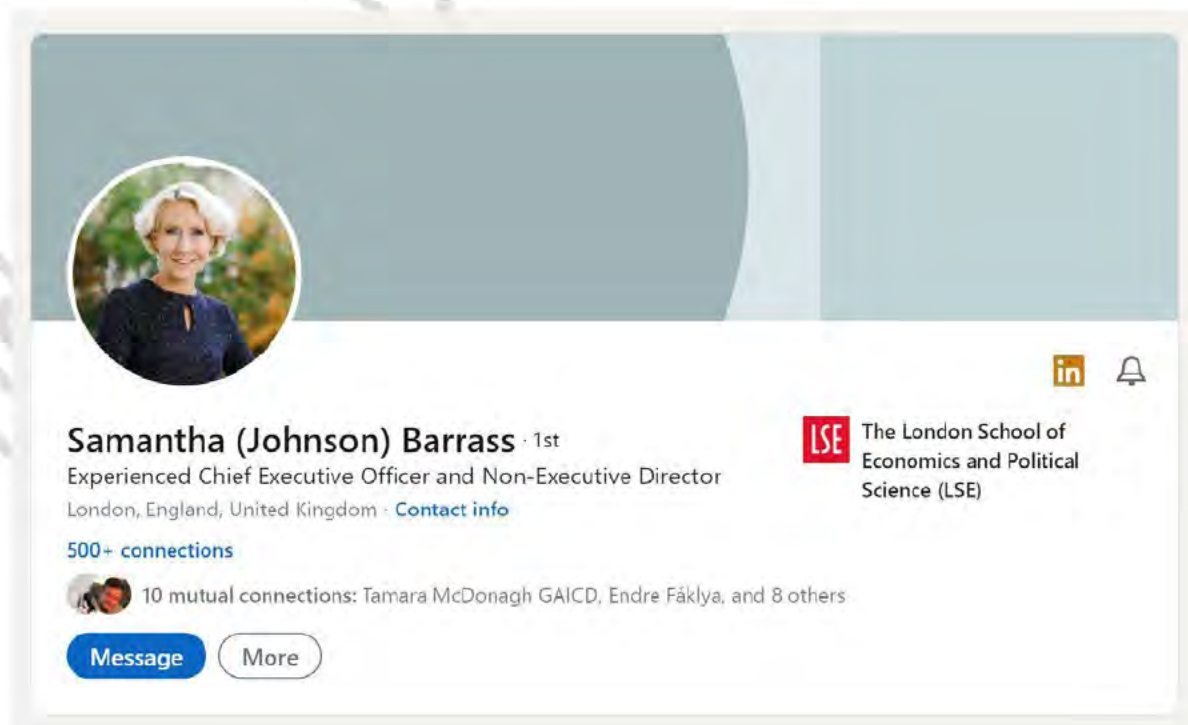 in
Samantha (Johnson) Barrass · 1st
Experienced Chief Executive Officer and Non-Executive Director
London, England, United Kingdom · Contact info
500+ connections
10 mutual connections: Tamara McDonagh GAICD, Endre Fáklya, and 8 others
Message
More
LSE
The London School of
Economics and Political
Science (LSE)